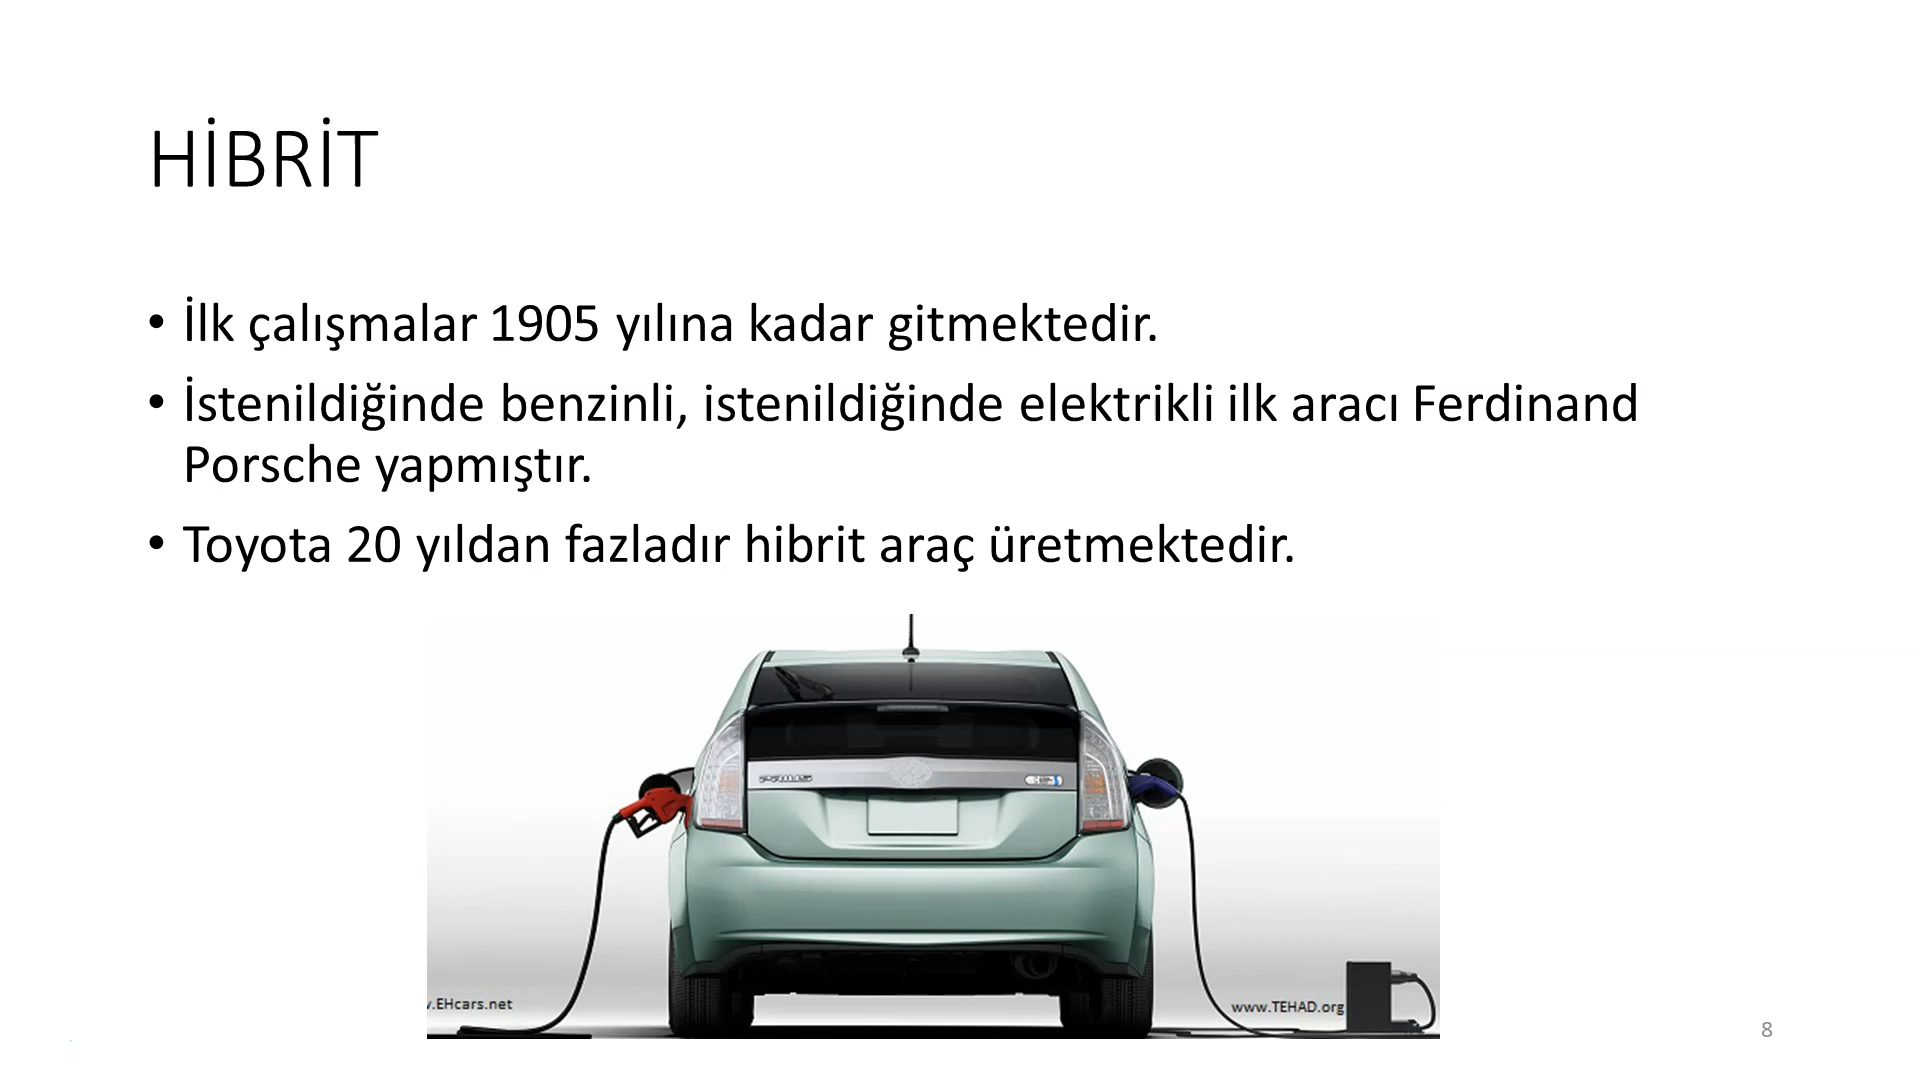 HİBRİT
• İlk çalışmalar 1905 yılına kadar gitmektedir.
• İstenildiğinde benzinli, istenildiğinde elektrikli ilk aracı Ferdinand
Porsche yapmıştır.
• Toyota 20 yıldan fazladır hibrit araç üretmektedir.
PRIUS
.EHcars.net
www.TEHAD.org
8